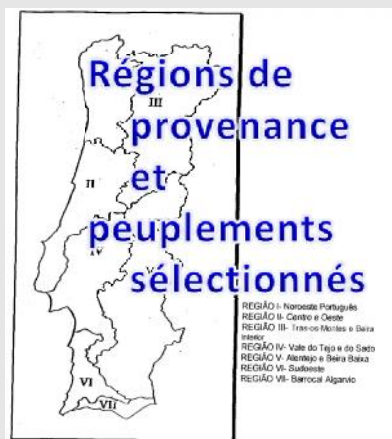 Régions de
III
provenance
II
et
peuplements
IV
sélectionnés
REGIÃO I- Noroeste Português
REGIÃO II- Centro e Oeste
REGIÃO III- Tras-os-Montes e Beira
Interior
REGIÃO IV- Vale do Tejo e do Sado
REGIÃO V- Alentejo e Beira Baixa
REGIÃO VI- Sudoeste
REGIÃO VII- Barrocal Algarvio
VI
VII